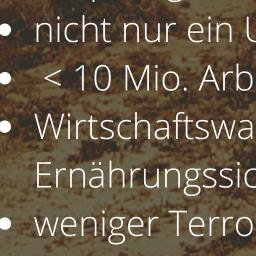 • nicht nur ein
• < 10 Mio. Arb
• Wirtschaftswa
Ernährungssic
• weniger Terro